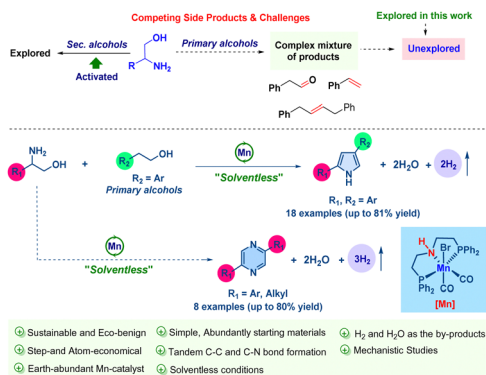 Competing Side Products & Challenges
Explored in this work
Explored
Sec. alcohols
Activated
OH
R
NH2
Primary alcohols
Complex mixture
of products
Unexplored
Ph
O
Ph
Ph
Ph
NH2
R1
OH
+
R2
OH
R2 = Ar
Primary alcohols
Mn
"Solventless"
R2
R1
N
H
+ 2H2O + 2H2
R1, R2 = Ar
18 examples (up to 81% yield)
Mn
"Solventless"
R1
N
N
R1
+ 2H2O + 3H2
R1 = Ar, Alkyl
8 examples (up to 80% yield)
H
Br
N
PPh2
Mn
P
Ph2
CO
CO
[Mn]
Sustainable and Eco-benign
Simple, Abundantly starting materials
H2 and H2O as the by-products
Step-and Atom-economical
Tandem C-C and C-N bond formation
Mechanistic Studies
Earth-abundant Mn-catalyst
Solventless conditions